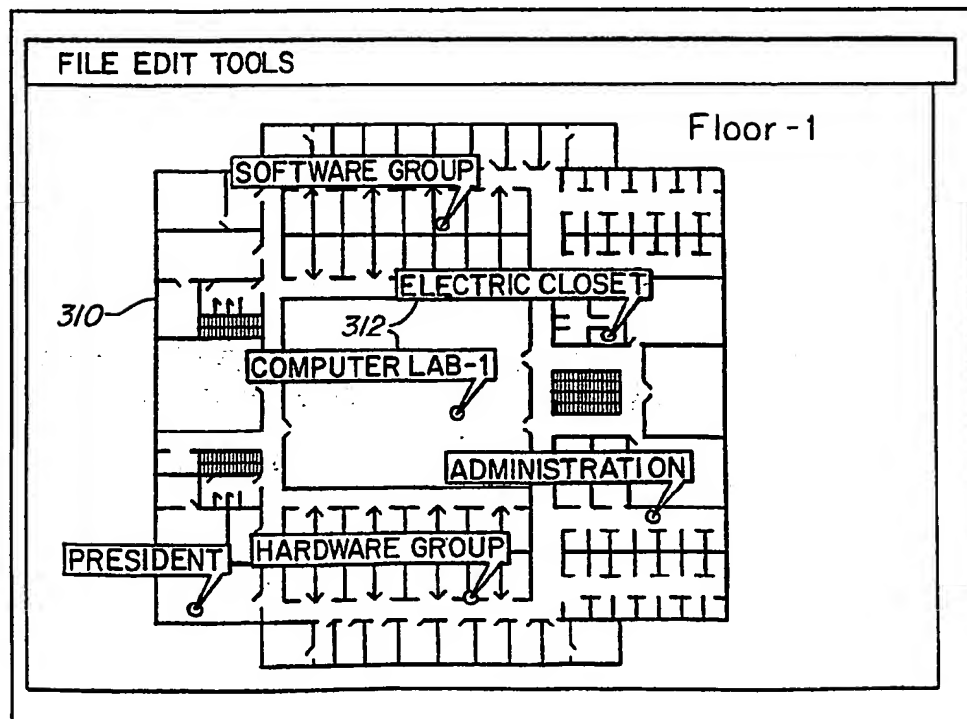 FILE EDIT TOOLS
Floor-1
SOFTWARE GROUP
ELECTRIC CLOSET
310
312
COMPUTER LAB-1
ADMINISTRATION
HARDWARE GROUP
PRESIDENT